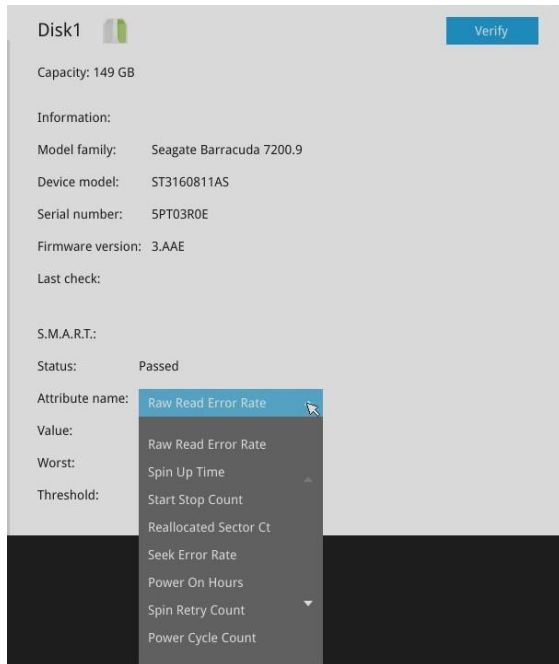 Disk1
Verify
Capacity: 149 GB
Information:
Model family: Seagate Barracuda 7200.9
Device model: ST3160811AS
Serial number: 5PT03R0E
Firmware version: 3.AAE
Last check:
S.M.A.R.T.:
Status: Passed
Attribute name: Raw Read Error Rate
Value:
Raw Read Error Rate
Worst:
Spin Up Time
Threshold:
Start Stop Count
Reallocated Sector Ct
Seek Error Rate
Power On Hours
Spin Retry Count
Power Cycle Count